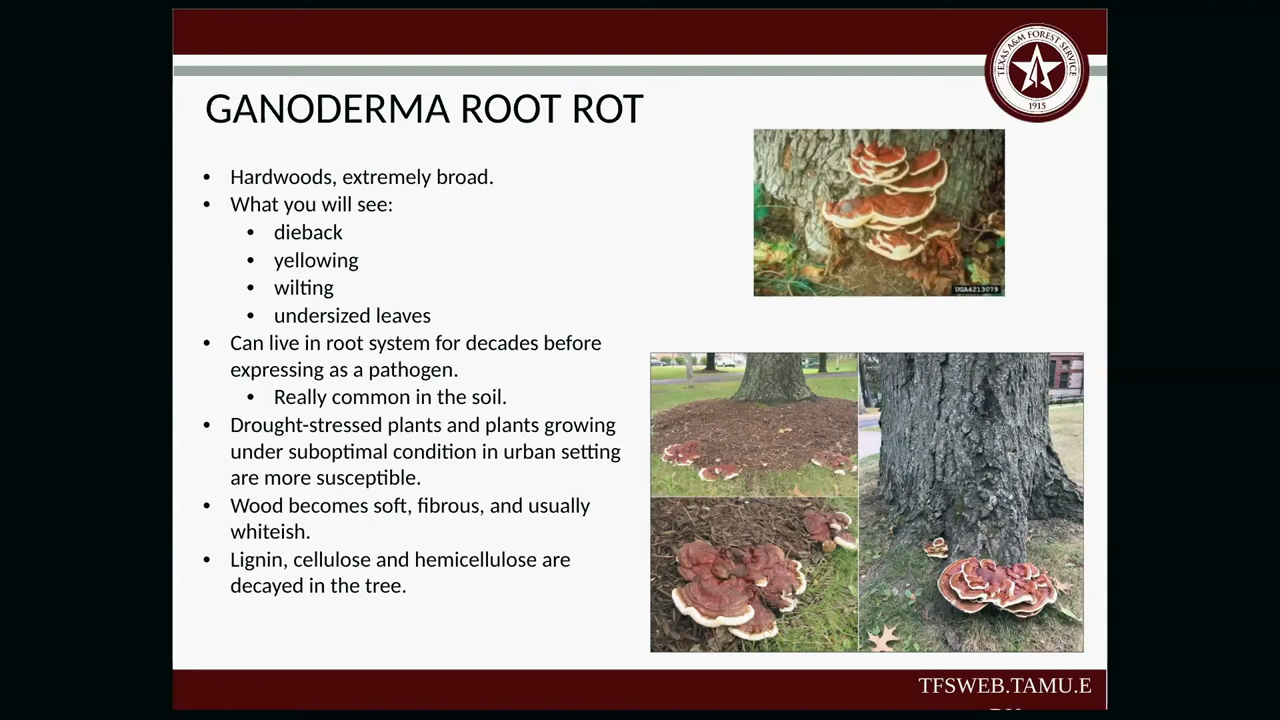 TEXAS A&M FOREST SERVICE
1915
GANODERMA ROOT ROT
• Hardwoods, extremely broad.
• What you will see:
• dieback
• yellowing
• wilting
• undersized leaves
• Can live in root system for decades before
expressing as a pathogen.
• Really common in the soil.
• Drought-stressed plants and plants growing
under suboptimal condition in urban setting
are more susceptible.
• Wood becomes soft, fibrous, and usually
whiteish.
• Lignin, cellulose and hemicellulose are
decayed in the tree.
UGA4213079
TFSWEB.TAMU.E